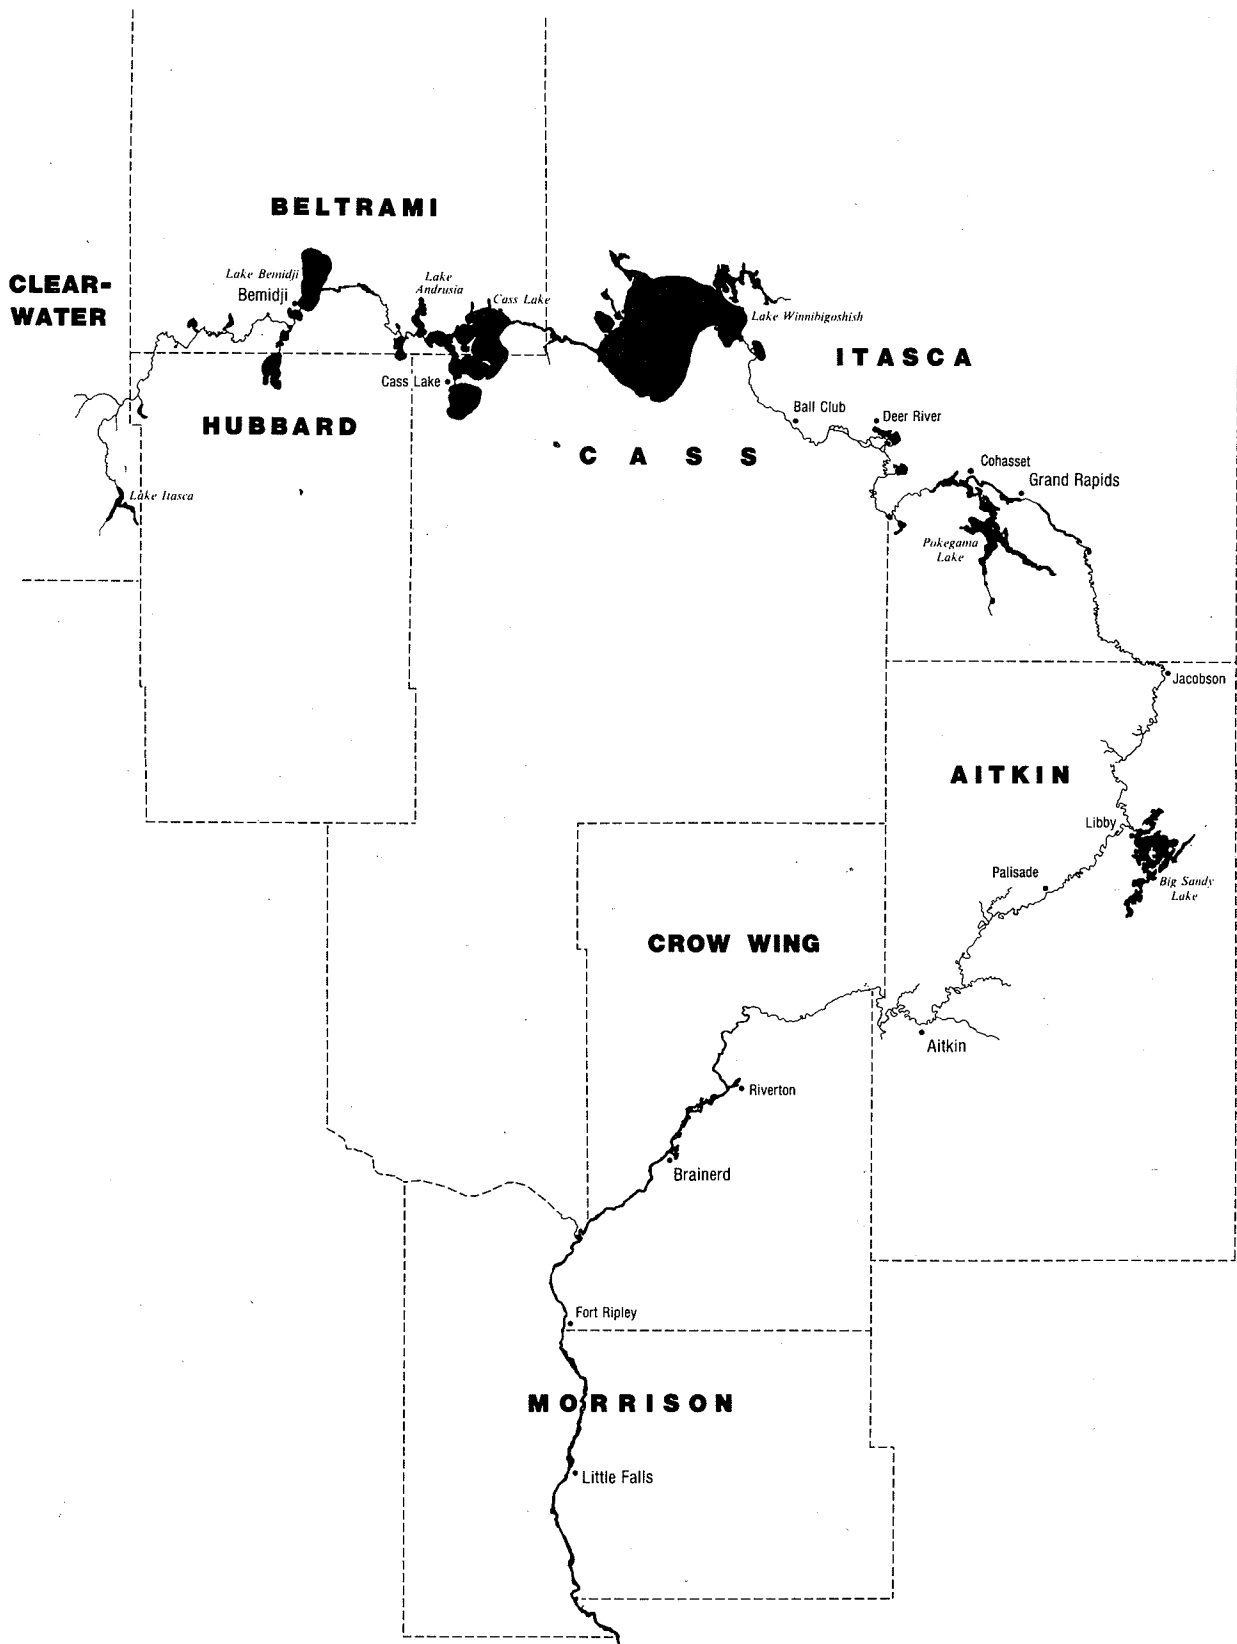 BELTRAMI
CLEAR-
WATER
Lake Bemidji
Bemidji
Lake
Andrusia
Cass Lake
Lake Winnibigoshish
ITASCA
Cass Lake
HUBBARD
Ball Club
Deer River
CASS
Cohasset
Grand Rapids
Lake Itasca
Pokegama
Lake
Jacobson
AITKIN
Libby
Palisade
Big Sandy
Lake
CROW WING
Aitkin
Riverton
Brainerd
Fort Ripley
MORRISON
Little Falls